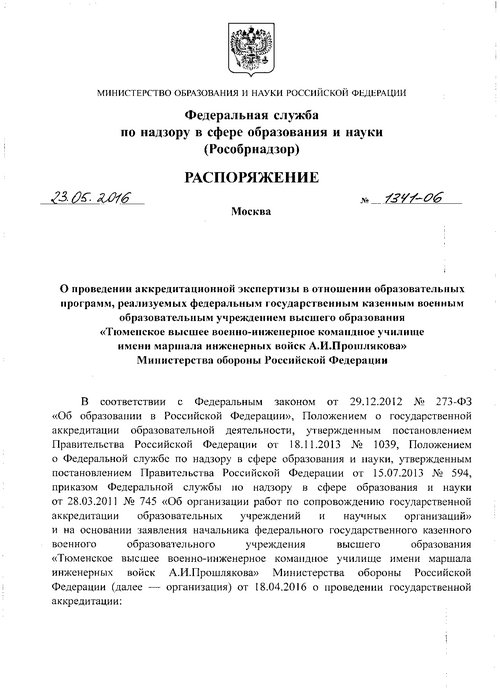 МИНИСТЕРСТВО ОБРАЗОВАНИЯ И НАУКИ РОССИЙСКОЙ ФЕДЕРАЦИИ
Федеральная служба
по надзору в сфере образования и науки
(Рособрнадзор)
РАСПОРЯЖЕНИЕ
23.05.2016 № 1341-06
Москва
О проведении аккредитационной экспертизы в отношении образовательных
программ, реализуемых федеральным государственным казенным военным
образовательным учреждением высшего образования
«Тюменское высшее военно-инженерное командное училище
имени маршала инженерных войск А.И.Прошлякова»
Министерства обороны Российской Федерации
В соответствии с Федеральным законом от 29.12.2012 № 273-ФЗ
«Об образовании в Российской Федерации», Положением о государственной
аккредитации образовательной деятельности, утвержденным постановлением
Правительства Российской Федерации от 18.11.2013 № 1039, Положением
о Федеральной службе по надзору в сфере образования и науки, утвержденным
постановлением Правительства Российской Федерации от 15.07.2013 № 594,
приказом Федеральной службы по надзору в сфере образования и науки
от 28.03.2011 № 745 «Об организации работ по сопровождению государственной
аккредитации образовательных учреждений и научных организаций»
и на основании заявления начальника федерального государственного казенного
военного образовательного учреждения высшего образования
«Тюменское высшее военно-инженерное командное училище имени маршала
инженерных войск А.И.Прошлякова» Министерства обороны Российской
Федерации (далее — организация) от 18.04.2016 о проведении государственной
аккредитации: